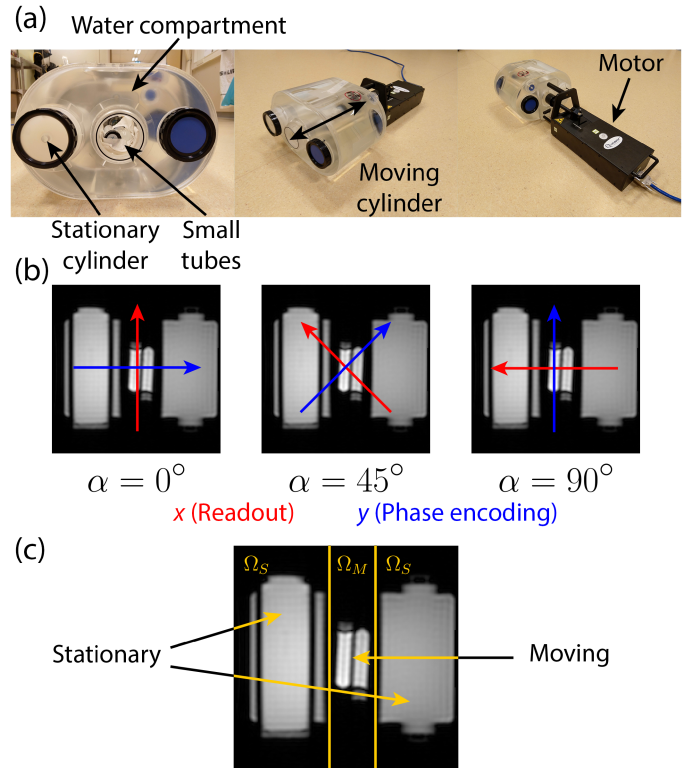 (a)
Water compartment
Motor
Moving
cylinder
Stationary
cylinder
Small
tubes
(b)
α = 0°
α = 45°
α = 90°
x (Readout)
y (Phase encoding)
(c)
Ω_S
Ω_M
Ω_S
Stationary
Moving